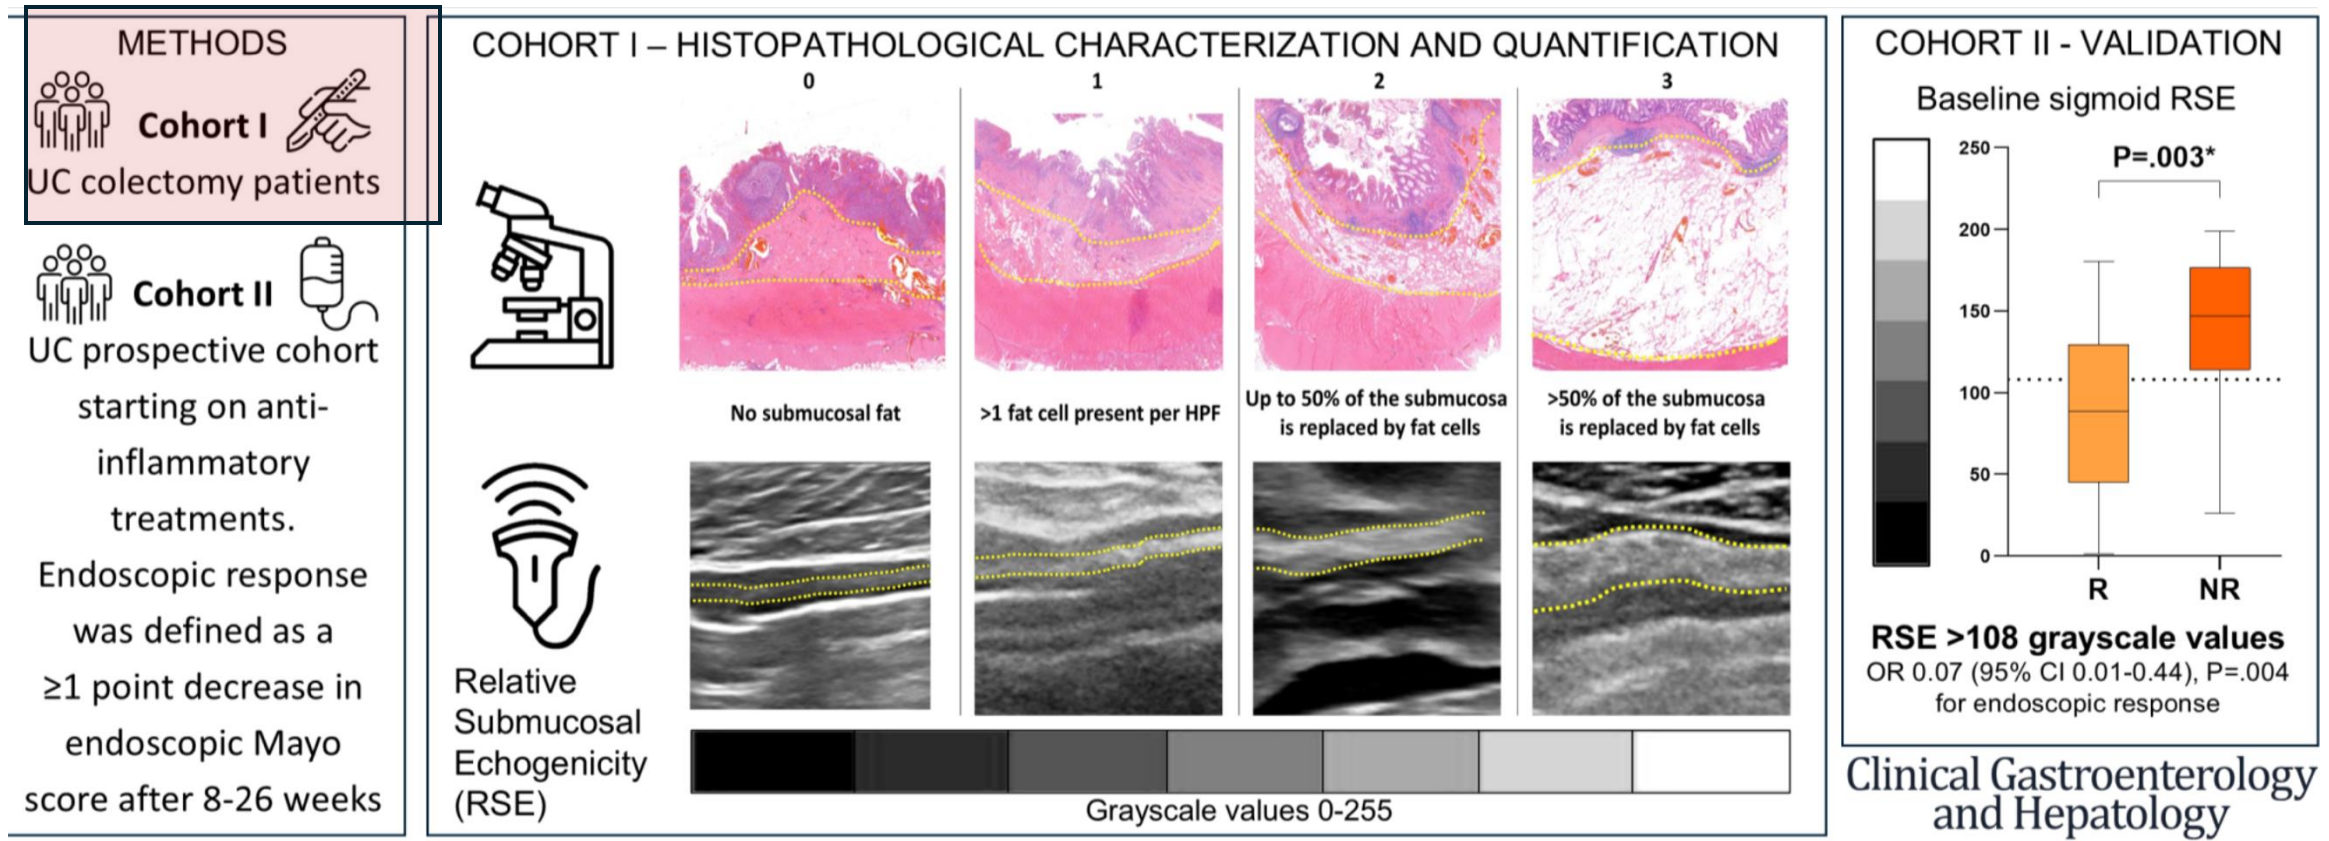 METHODS
Cohort I
UC colectomy patients
Cohort II
UC prospective cohort
starting on anti-
inflammatory
treatments.
Endoscopic response
was defined as a
≥1 point decrease in
endoscopic Mayo
score after 8-26 weeks
COHORT I – HISTOPATHOLOGICAL CHARACTERIZATION AND QUANTIFICATION
0
1
2
3
No submucosal fat
>1 fat cell present per HPF
Up to 50% of the submucosa
is replaced by fat cells
>50% of the submucosa
is replaced by fat cells
Relative
Submucosal
Echogenicity
(RSE)
Grayscale values 0-255
COHORT II - VALIDATION
Baseline sigmoid RSE
P=.003*
250
200
150
100
50
0
R
NR
RSE >108 grayscale values
OR 0.07 (95% CI 0.01-0.44), P=.004
for endoscopic response
Clinical Gastroenterology
and Hepatology